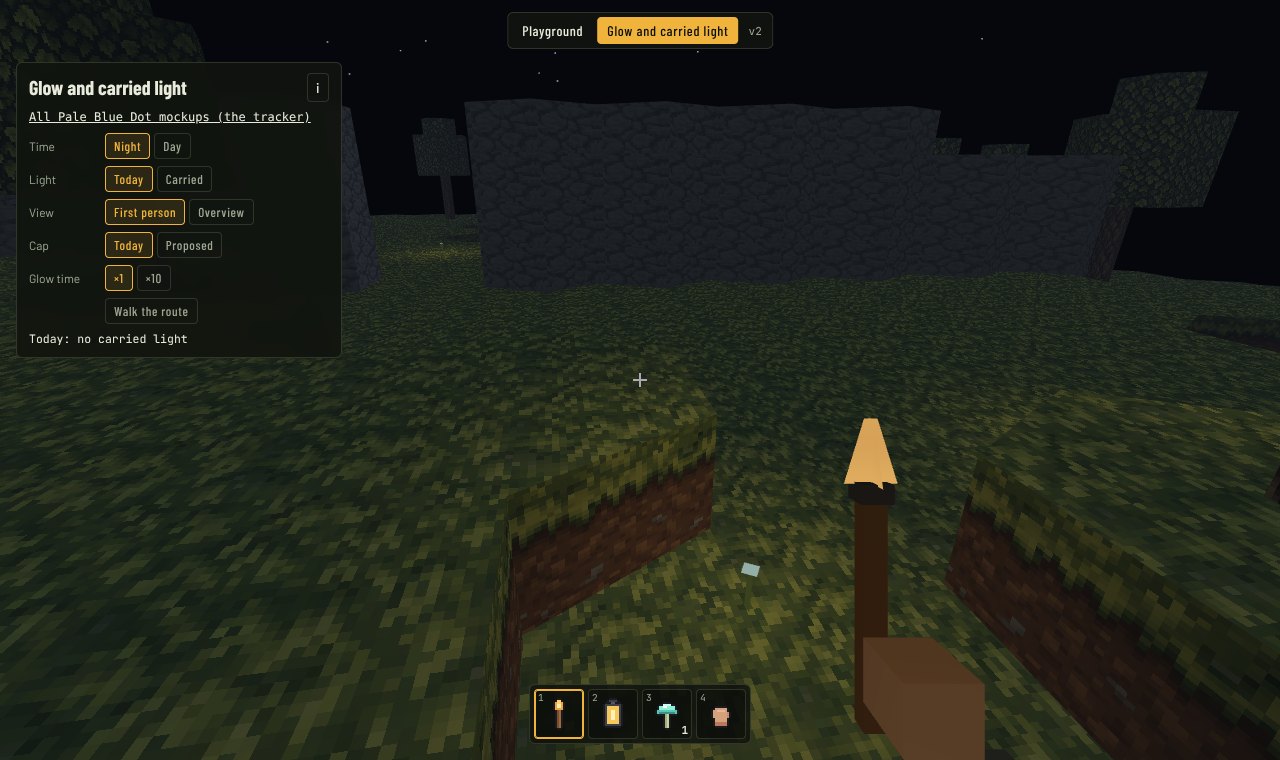 Playground Glow and carried light v2
Glow and carried light i
All Pale Blue Dot mockups (the tracker)
Time Night Day
Light Today Carried
View First person Overview
Cap Today Proposed
Glow time ×1 ×10
Walk the route
Today: no carried light
1 2 3 4
1